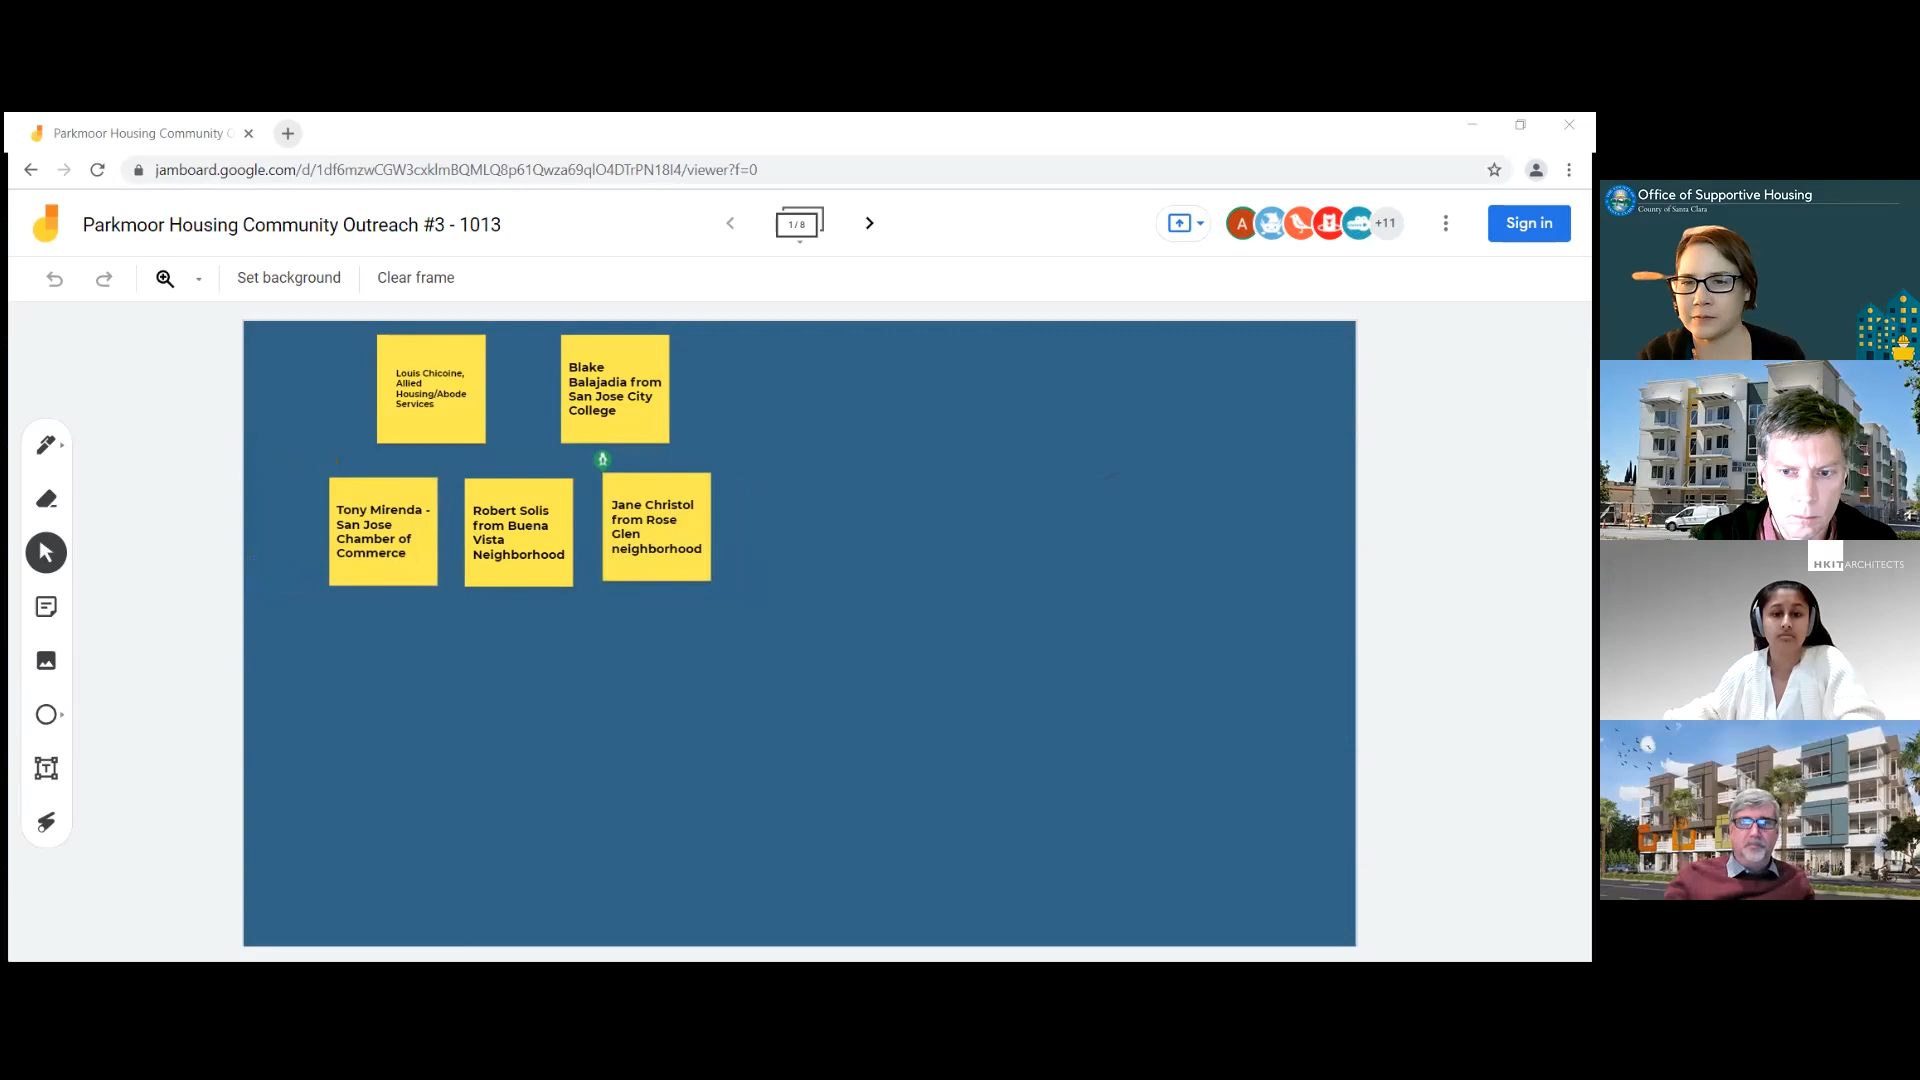 Parkmoor Housing Community O
jamboard.google.com/d/1df6mzwCGW3cxklmBQMLQ8p61Qwza69qlO4DTrPN18I4/viewer?f=0
Parkmoor Housing Community Outreach #3 - 1013
1 / 8
A
+11
Sign in
Set background
Clear frame
Louis Chicoine,
Allied
Housing/Abode
Services
Blake
Balajadia from
San Jose City
College
Tony Mirenda -
San Jose
Chamber of
Commerce
Robert Solis
from Buena
Vista
Neighborhood
Jane Christol
from Rose
Glen
neighborhood
Office of Supportive Housing
County of Santa Clara
HKIT ARCHITECTS